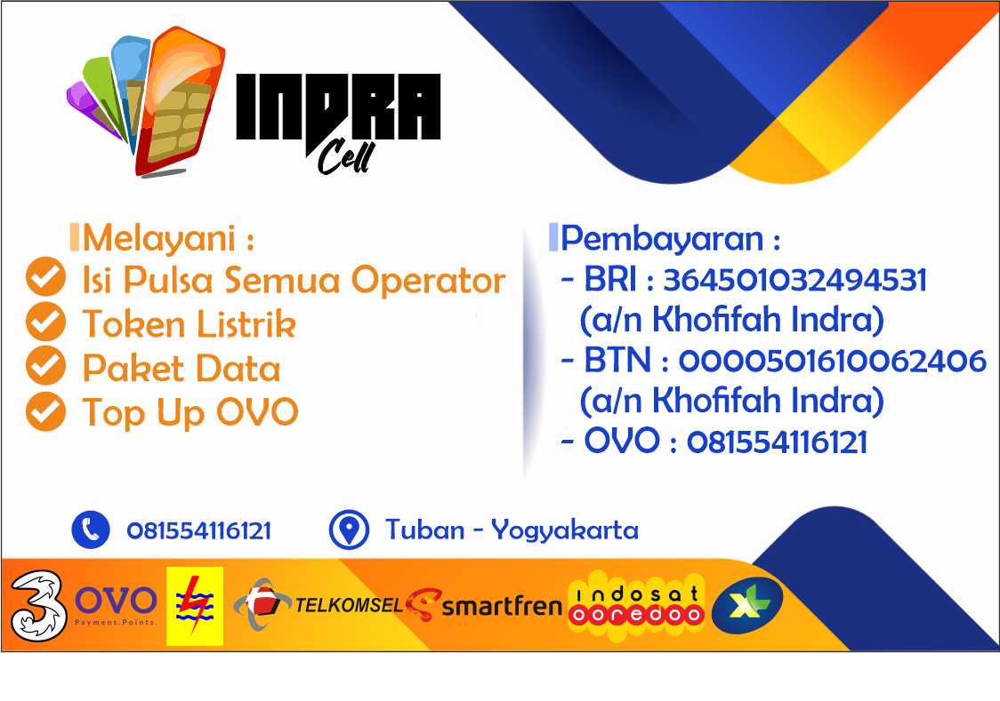 INDRA
Cell
Melayani :
Isi Pulsa Semua Operator
Token Listrik
Paket Data
Top Up OVO
Pembayaran :
- BRI : 364501032494531
(a/n Khofifah Indra)
- BTN : 0000501610062406
(a/n Khofifah Indra)
- OVO : 081554116121
081554116121
Tuban - Yogyakarta
3
OVO
Payment.Points.
TELKOMSEL
smartfren
indosat
ooredoo
XL